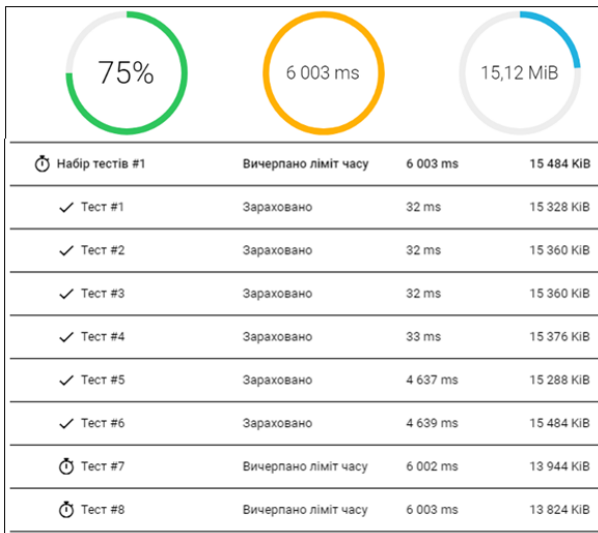 75% 6 003 ms 15,12 MiB
Набір тестів #1 Вичерпано ліміт часу 6 003 ms 15 484 KiB
Тест #1 Зараховано 32 ms 15 328 KiB
Тест #2 Зараховано 32 ms 15 360 KiB
Тест #3 Зараховано 32 ms 15 360 KiB
Тест #4 Зараховано 33 ms 15 376 KiB
Тест #5 Зараховано 4 637 ms 15 288 KiB
Тест #6 Зараховано 4 639 ms 15 484 KiB
Тест #7 Вичерпано ліміт часу 6 002 ms 13 944 KiB
Тест #8 Вичерпано ліміт часу 6 003 ms 13 824 KiB